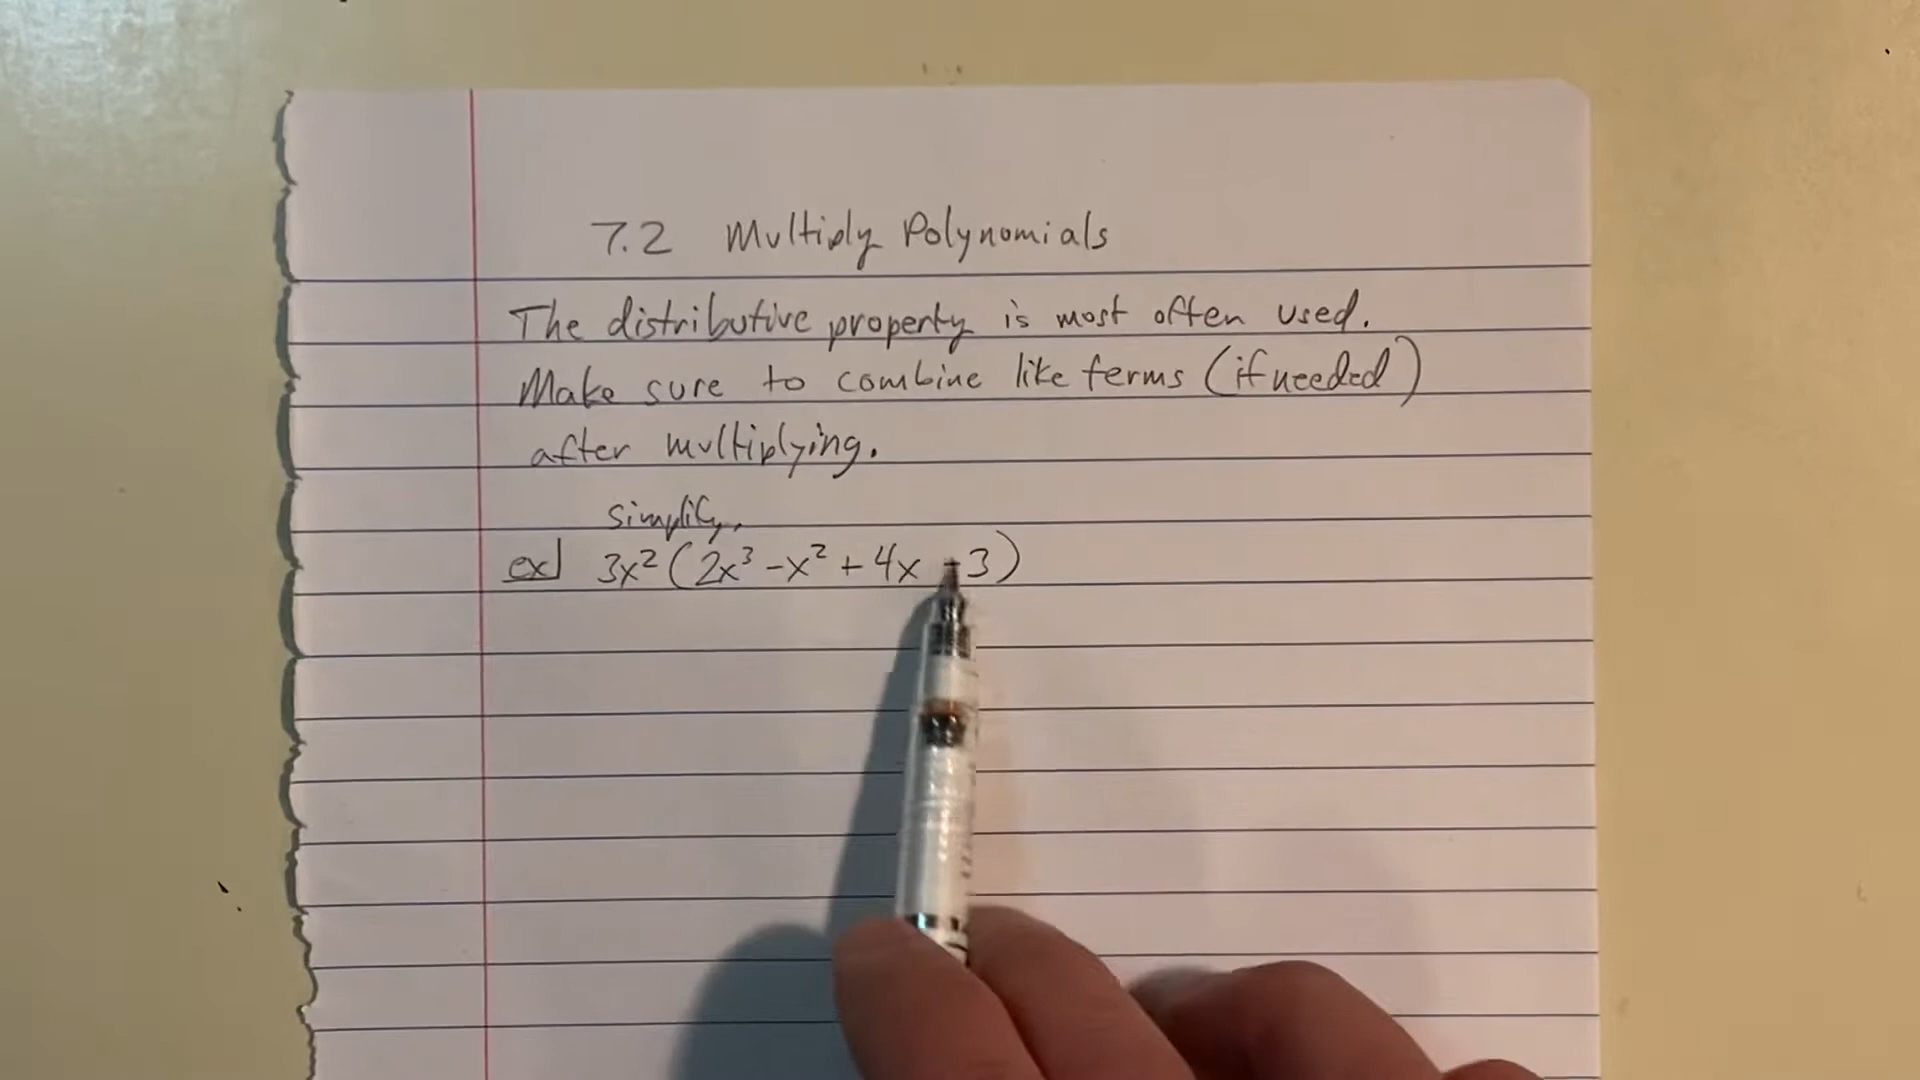 7.2 Multiply Polynomials
The distributive property is most often used.
Make sure to combine like terms (if needed)
after multiplying.
simplify.
ex] 3x² (2x³ -x² + 4x 3)